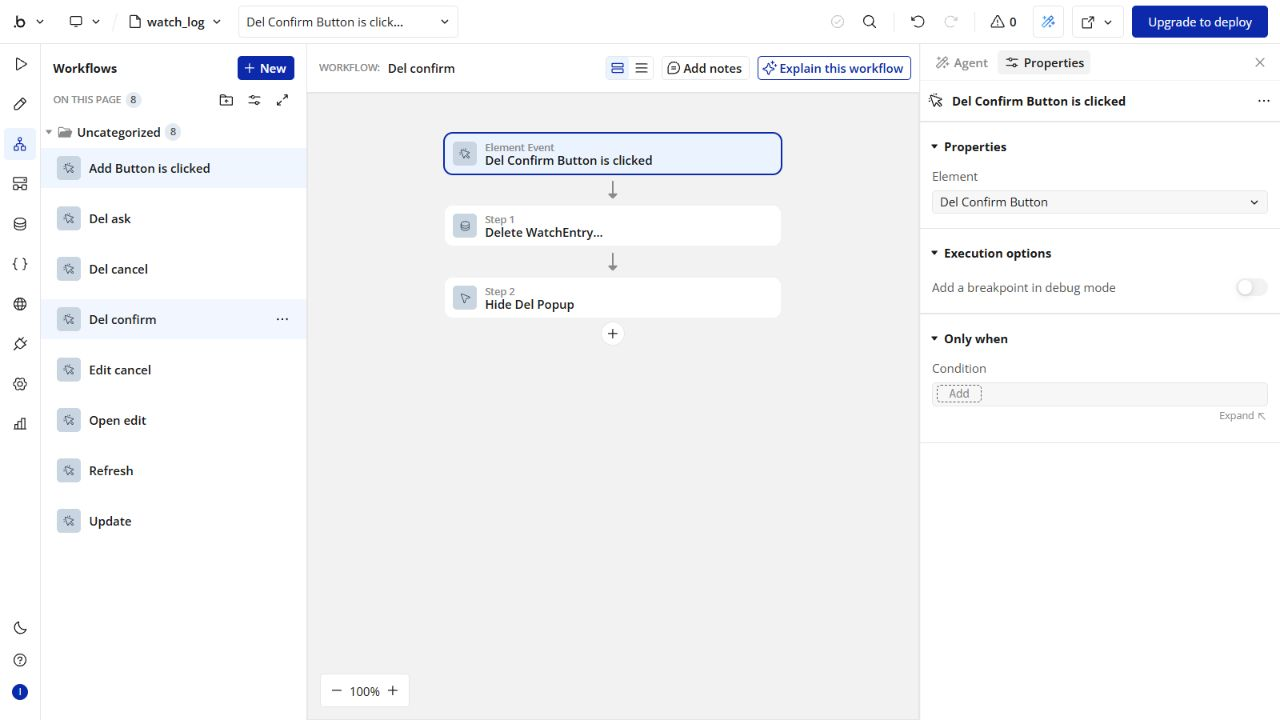 .b
watch_log
Del Confirm Button is click...
0
Upgrade to deploy
Workflows
New
WORKFLOW: Del confirm
Add notes
Explain this workflow
Agent
Properties
ON THIS PAGE 8
Uncategorized 8
Add Button is clicked
Del ask
Del cancel
Del confirm
Edit cancel
Open edit
Refresh
Update
Element Event
Del Confirm Button is clicked
Step 1
Delete WatchEntry...
Step 2
Hide Del Popup
100%
Del Confirm Button is clicked
Properties
Element
Del Confirm Button
Execution options
Add a breakpoint in debug mode
Only when
Condition
Add
Expand
I